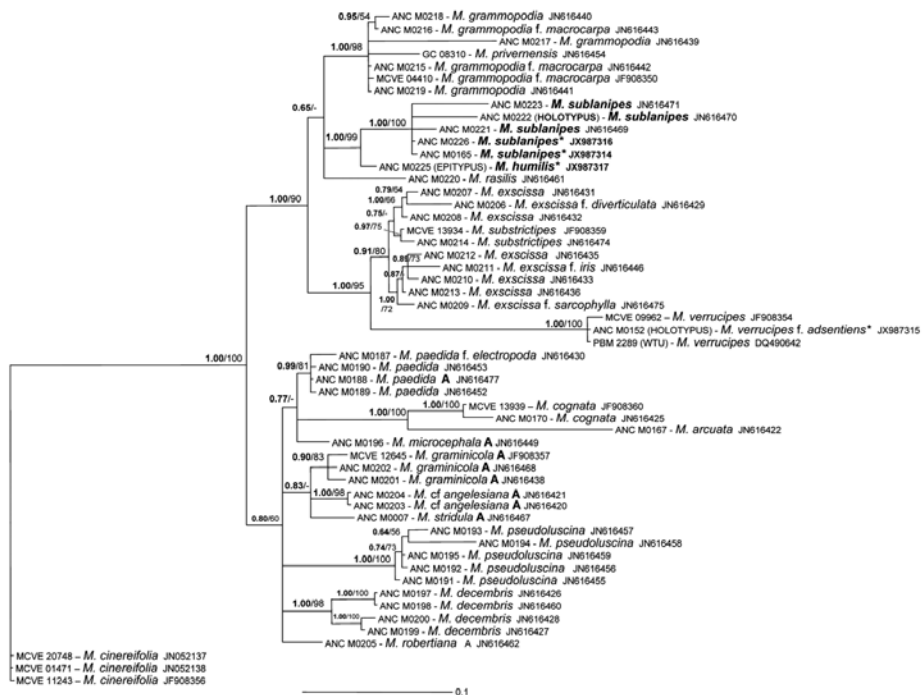 0.95/54
ANC M0218 - M. grammopodia JN616440
ANC M0216 - M. grammopodia f. macrocarpa JN616443
ANC M0217 - M. grammopodia JN616439
1.00/98
GC 08310 - M. privernensis JN616454
ANC M0215 - M. grammopodia f. macrocarpa JN616442
MCVE 04410 - M. grammopodia f. macrocarpa JF908350
ANC M0219 - M. grammopodia JN616441
0.65/-
ANC M0223 - M. sublanipes JN616471
ANC M0222 (HOLOTYPUS) - M. sublanipes JN616470
1.00/100
ANC M0221 - M. sublanipes JN616469
1.00/99
ANC M0226 - M. sublanipes* JX987316
ANC M0165 - M. sublanipes* JX987314
ANC M0225 (EPITYPUS) - M. humilis* JX987317
ANC M0220 - M. rasilis JN616461
0.79/54
ANC M0207 - M. exscissa JN616431
1.00/66
ANC M0206 - M. exscissa f. diverticulata JN616429
1.00/90
0.75/-
ANC M0208 - M. exscissa JN616432
0.97/75
MCVE 13934 - M. substrictipes JF908359
ANC M0214 - M. substrictipes JN616474
0.91/80
ANC M0212 - M. exscissa JN616435
0.89/73
ANC M0211 - M. exscissa f. iris JN616446
0.87/-
ANC M0210 - M. exscissa JN616433
1.00/95
ANC M0213 - M. exscissa JN616436
1.00
/72
ANC M0209 - M. exscissa f. sarcophylla JN616475
MCVE 09962 – M. verrucipes JF908354
1.00/100
ANC M0152 (HOLOTYPUS) - M. verrucipes f. adsentiens* JX987315
PBM 2289 (WTU) - M. verrucipes DQ490642
1.00/100
ANC M0187 - M. paedida f. electropoda JN616430
0.99/81
ANC M0190 - M. paedida JN616453
ANC M0188 - M. paedida A JN616477
ANC M0189 - M. paedida JN616452
0.77/-
1.00/100
MCVE 13939 - M. cognata JF908360
1.00/100
ANC M0170 - M. cognata JN616425
ANC M0167 - M. arcuata JN616422
ANC M0196 - M. microcephala A JN616449
0.90/83
MCVE 12645 - M. graminicola A JF908357
ANC M0202 - M. graminicola A JN616468
ANC M0201 - M. graminicola A JN616438
0.83/-
1.00/98
ANC M0204 - M. cf angelesiana A JN616421
ANC M0203 - M. cf angelesiana A JN616420
ANC M0007 - M. stridula A JN616467
0.80/60
0.64/56
ANC M0193 - M. pseudoluscina JN616457
ANC M0194 - M. pseudoluscina JN616458
0.74/73
ANC M0195 - M. pseudoluscina JN616459
1.00/100
ANC M0192 - M. pseudoluscina JN616456
ANC M0191 - M. pseudoluscina JN616455
1.00/100
ANC M0197 - M. decembris JN616426
1.00/98
ANC M0198 - M. decembris JN616460
1.00/100
ANC M0200 - M. decembris JN616428
ANC M0199 - M. decembris JN616427
ANC M0205 - M. robertiana A JN616462
MCVE 20748 – M. cinereifolia JN052137
MCVE 01471 – M. cinereifolia JN052138
MCVE 11243 – M. cinereifolia JF908356
0.1